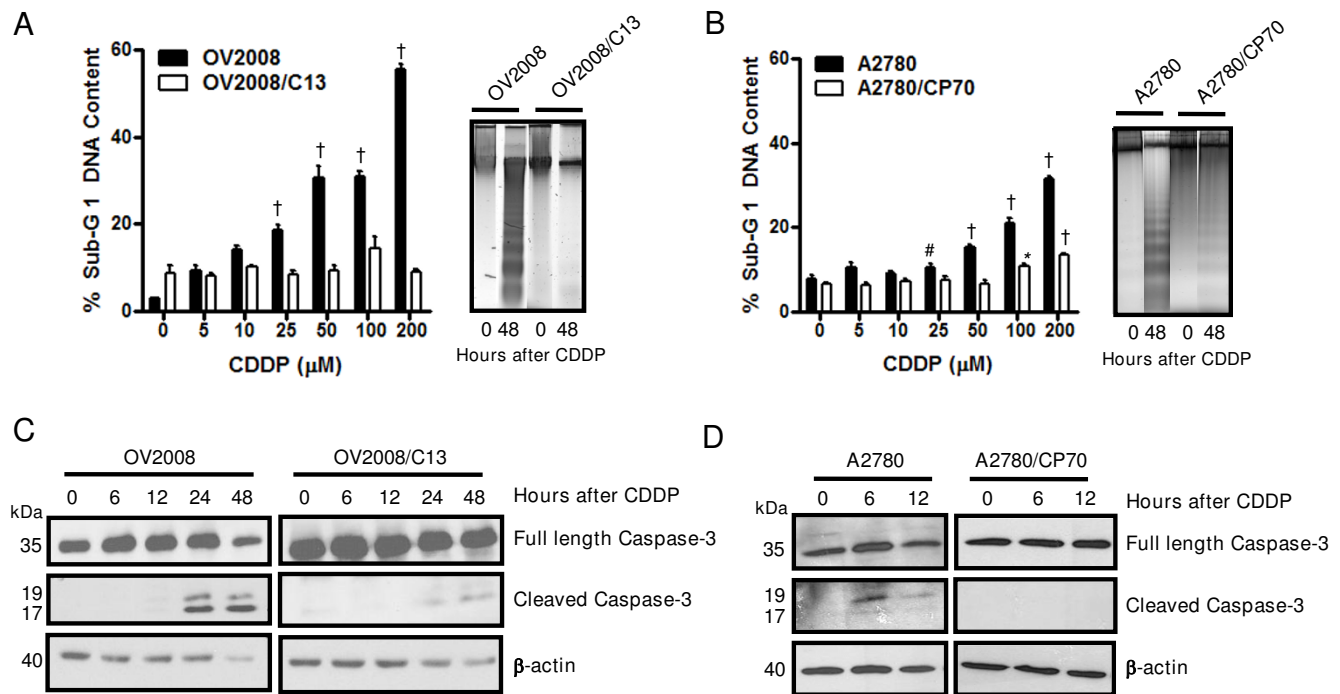 A
% Sub-G 1 DNA Content
60
40
20
0
OV2008
OV2008/C13
†
†
†
†
0 5 10 25 50 100 200
CDDP (µM)
OV2008
OV2008/C13
0 48 0 48
Hours after CDDP
B
% Sub-G 1 DNA Content
60
40
20
0
A2780
A2780/CP70
#
†
†
*
†
†
0 5 10 25 50 100 200
CDDP (µM)
A2780
A2780/CP70
0 48 0 48
Hours after CDDP
C
OV2008
OV2008/C13
0 6 12 24 48
0 6 12 24 48
Hours after CDDP
kDa
35
Full length Caspase-3
19
17
Cleaved Caspase-3
40
β-actin
D
A2780
A2780/CP70
0 6 12
0 6 12
Hours after CDDP
kDa
35
Full length Caspase-3
19
17
Cleaved Caspase-3
40
β-actin